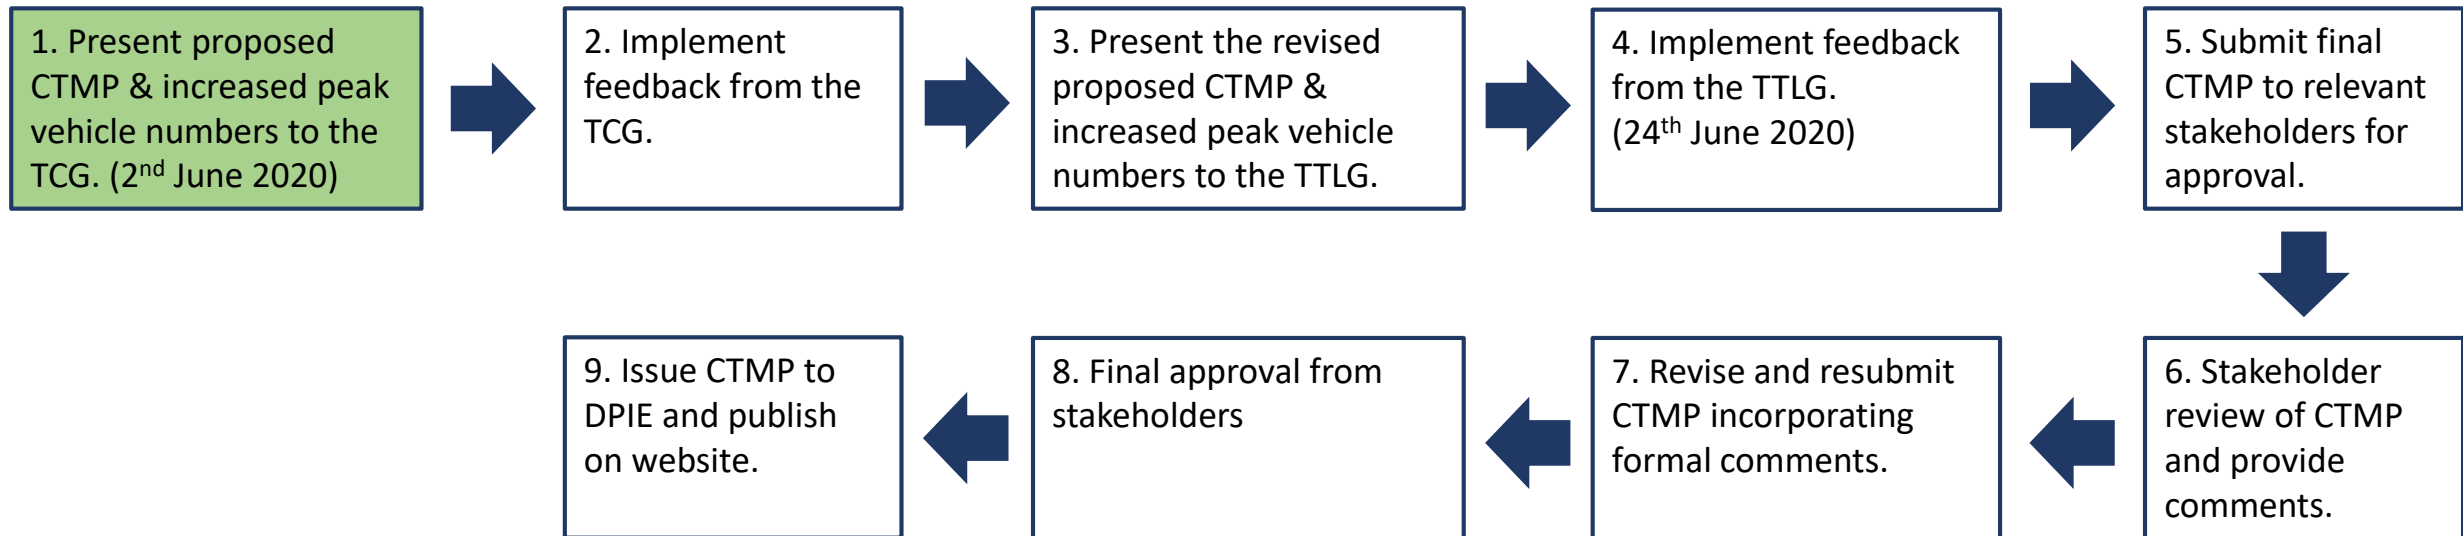 1. Present proposed
CTMP & increased peak
vehicle numbers to the
TCG. (2nd June 2020)
2. Implement
feedback from the
TCG.
3. Present the revised
proposed CTMP &
increased peak vehicle
numbers to the TTLG.
4. Implement feedback
from the TTLG.
(24th June 2020)
5. Submit final
CTMP to relevant
stakeholders for
approval.
6. Stakeholder
review of CTMP
and provide
comments.
7. Revise and resubmit
CTMP incorporating
formal comments.
8. Final approval from
stakeholders
9. Issue CTMP to
DPIE and publish
on website.